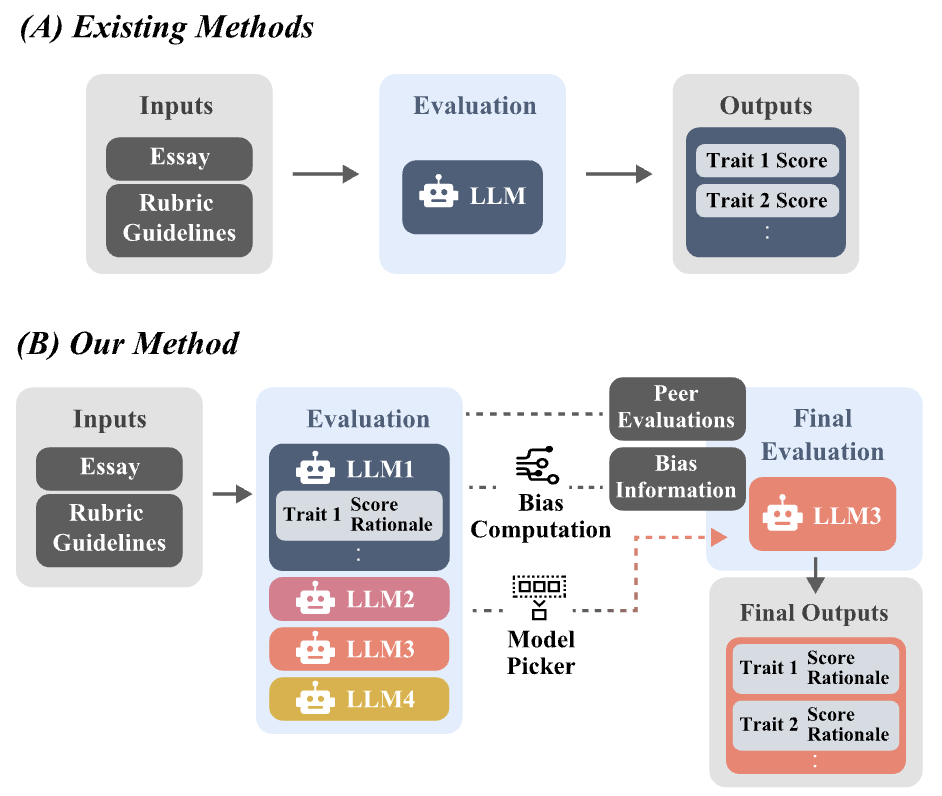 (A) Existing Methods
Inputs
Essay
Rubric
Guidelines
Evaluation
LLM
Outputs
Trait 1 Score
Trait 2 Score
:
(B) Our Method
Inputs
Essay
Rubric
Guidelines
Evaluation
LLM1
Trait 1 Score
Rationale
:
LLM2
LLM3
LLM4
Bias
Computation
Model
Picker
Peer
Evaluations
Bias
Information
Final
Evaluation
LLM3
Final Outputs
Trait 1 Score
Rationale
Trait 2 Score
Rationale
: